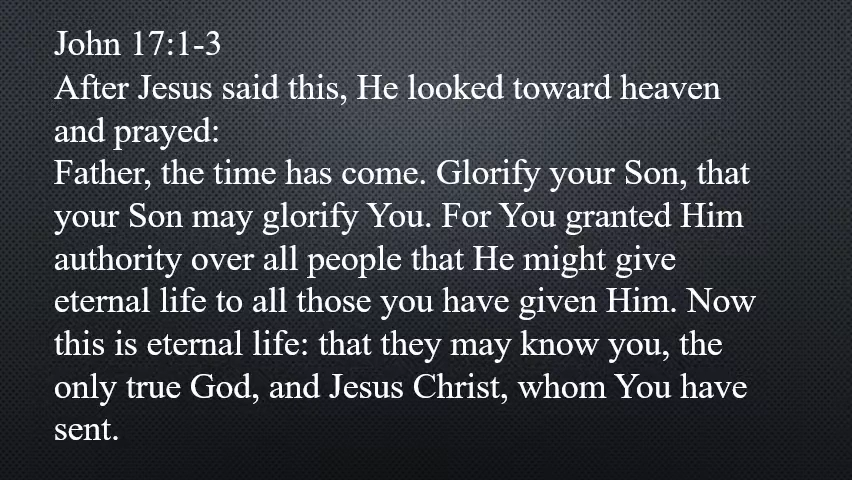 John 17:1-3
After Jesus said this, He looked toward heaven
and prayed:
Father, the time has come. Glorify your Son, that
your Son may glorify You. For You granted Him
authority over all people that He might give
eternal life to all those you have given Him. Now
this is eternal life: that they may know you, the
only true God, and Jesus Christ, whom You have
sent.